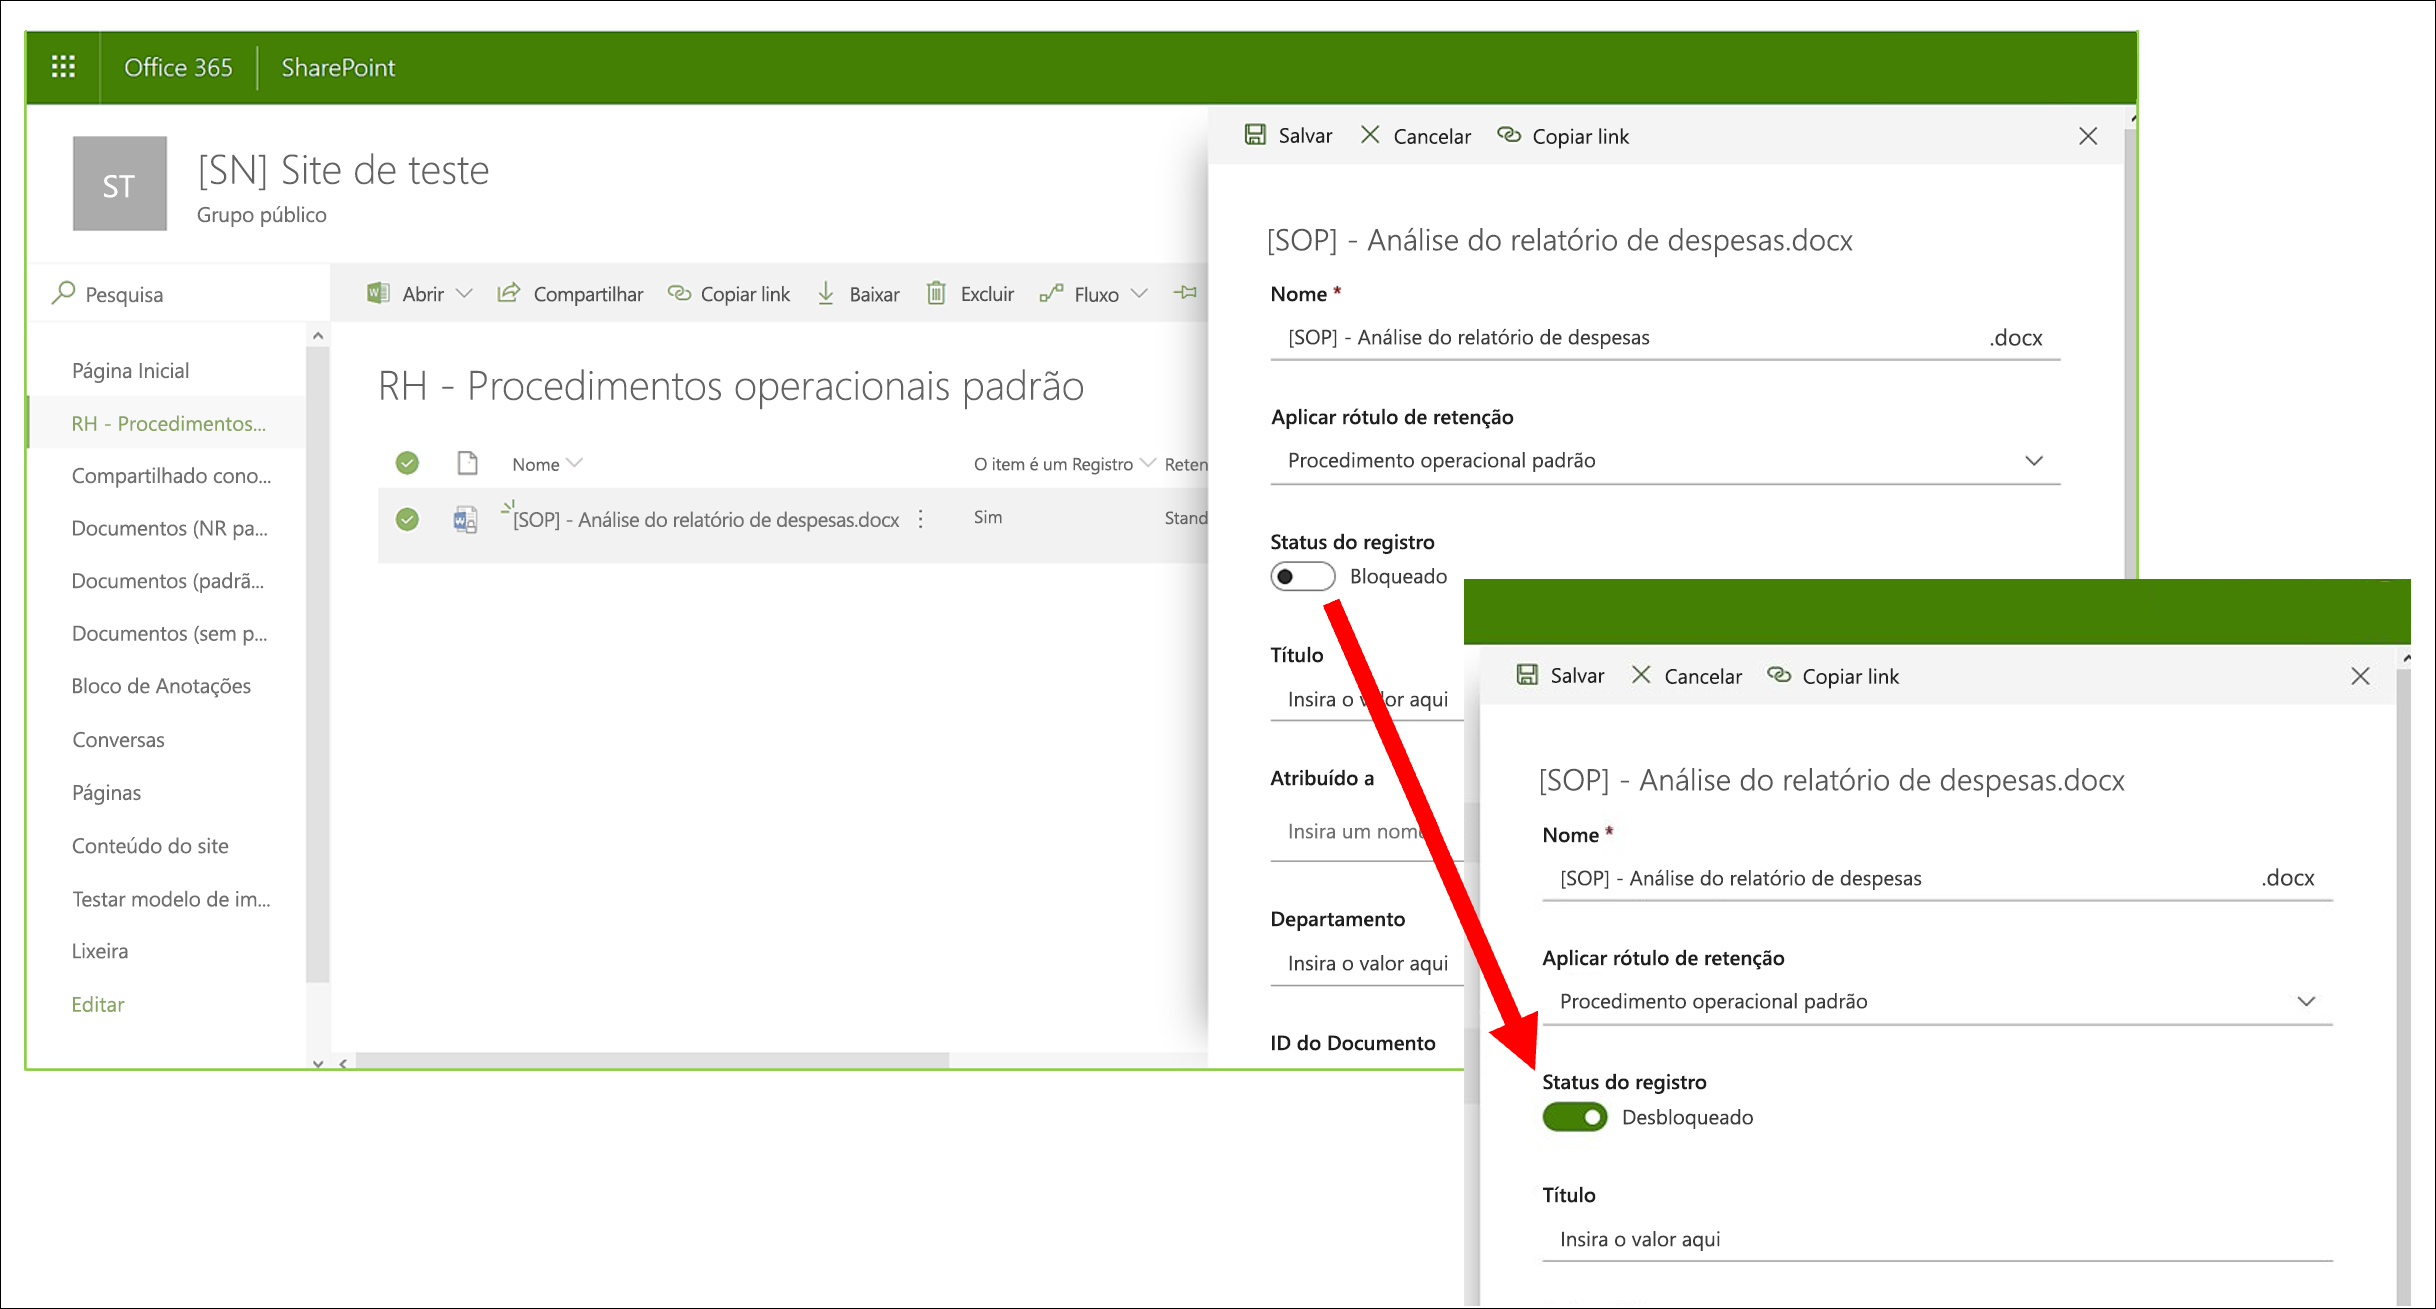 Office 365
SharePoint
ST
[SN] Site de teste
Grupo público
Pesquisa
Abrir
Compartilhar
Copiar link
Baixar
Excluir
Fluxo
Página Inicial
RH - Procedimentos...
Compartilhado cono...
Documentos (NR pa...
Documentos (padrã...
Documentos (sem p...
Bloco de Anotações
Conversas
Páginas
Conteúdo do site
Testar modelo de im...
Lixeira
Editar
RH - Procedimentos operacionais padrão
Nome
O item é um Registro
Reten
[SOP] - Análise do relatório de despesas.docx
Sim
Stand
Salvar
Cancelar
Copiar link
[SOP] - Análise do relatório de despesas.docx
Nome *
[SOP] - Análise do relatório de despesas
.docx
Aplicar rótulo de retenção
Procedimento operacional padrão
Status do registro
Bloqueado
Título
Insira o valor aqui
Atribuído a
Insira um nome
Departamento
Insira o valor aqui
ID do Documento
Salvar
Cancelar
Copiar link
[SOP] - Análise do relatório de despesas.docx
Nome *
[SOP] - Análise do relatório de despesas
.docx
Aplicar rótulo de retenção
Procedimento operacional padrão
Status do registro
Desbloqueado
Título
Insira o valor aqui